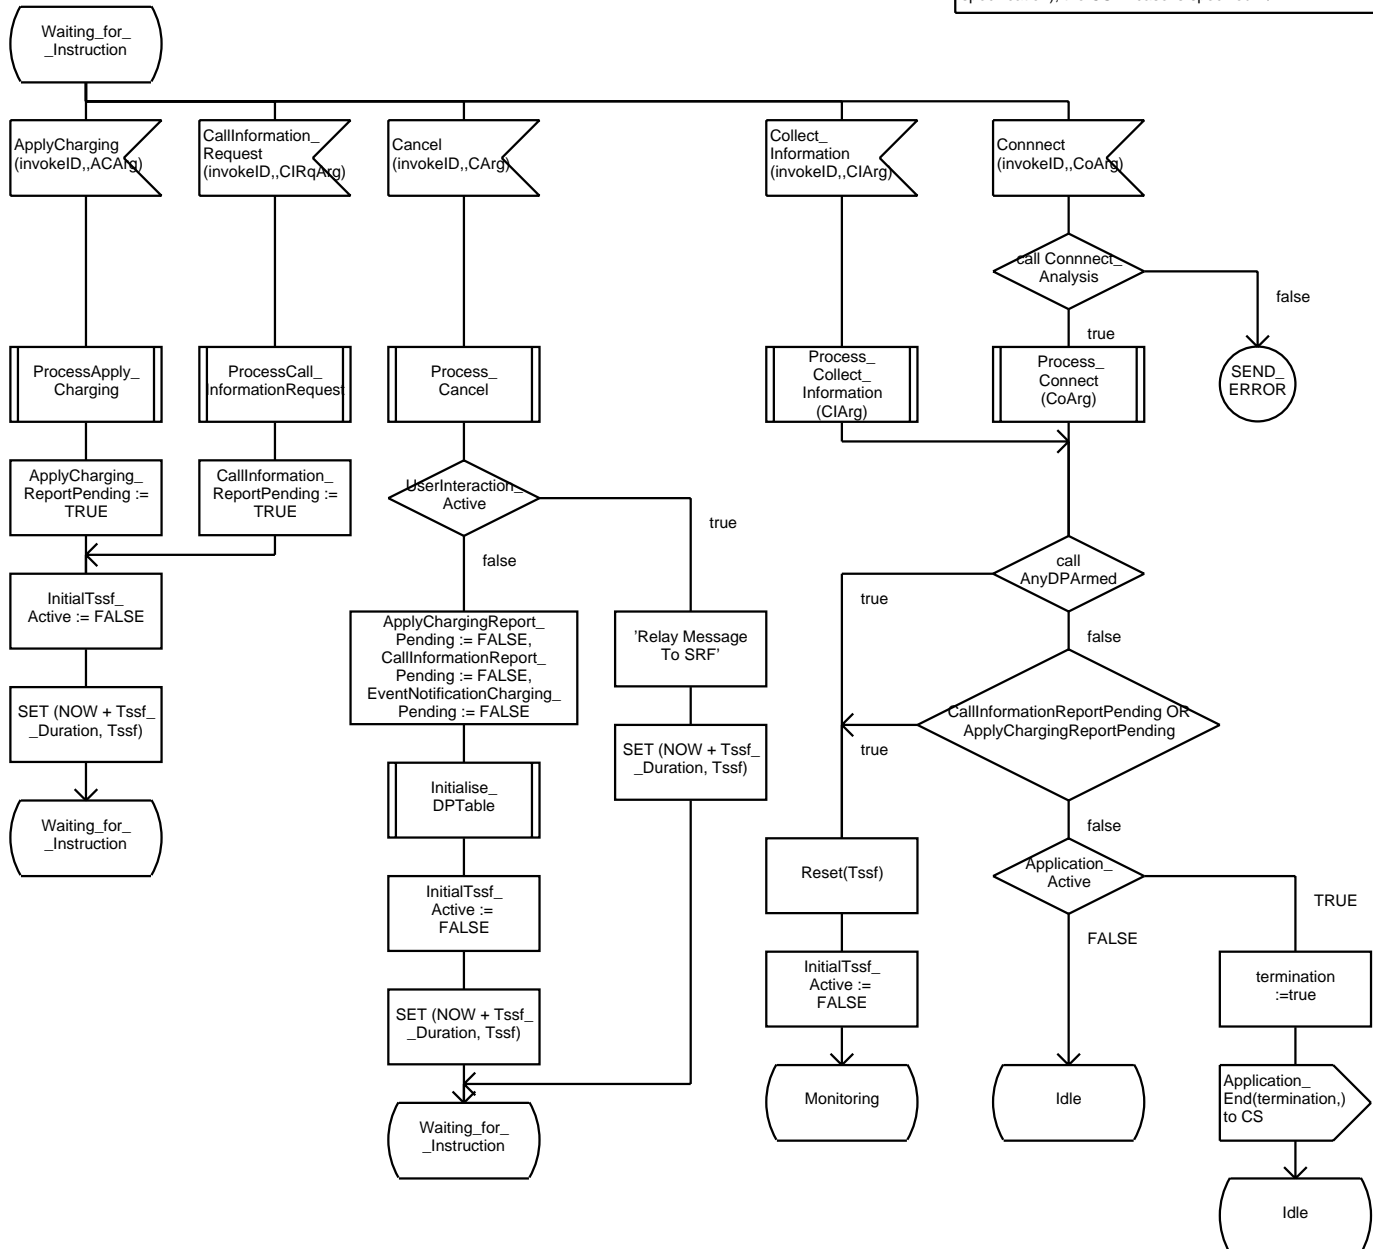 Waiting_for_
_Instruction
ApplyCharging
(invokeID,,ACArg)
CallInformation_
Request
(invokeID,,CIRqArg)
Cancel
(invokeID,,CArg)
Collect_
Information
(invokeID,,CIArg)
Connnect
(invokeID,,CoArg)
call Connnect_
Analysis
false
true
ProcessApply_
Charging
ProcessCall_
InformationRequest
Process_
Cancel
Process_
Collect_
Information
(CIArg)
Process_
Connect
(CoArg)
SEND_
ERROR
ApplyCharging_
ReportPending :=
TRUE
CallInformation_
ReportPending :=
TRUE
UserInteraction_
Active
true
false
call
AnyDPArmed
true
false
InitialTssf_
Active := FALSE
ApplyChargingReport_
Pending := FALSE,
CallInformationReport_
Pending := FALSE,
EventNotificationCharging_
Pending := FALSE
'Relay Message
To SRF'
SET (NOW + Tssf_
_Duration, Tssf)
SET (NOW + Tssf_
_Duration, Tssf)
CallInformationReportPending OR
ApplyChargingReportPending
true
false
Waiting_for_
_Instruction
Initialise_
DPTable
Reset(Tssf)
Application_
Active
TRUE
FALSE
InitialTssf_
Active :=
FALSE
InitialTssf_
Active :=
FALSE
termination
:=true
SET (NOW + Tssf_
_Duration, Tssf)
Waiting_for_
_Instruction
Monitoring
Idle
Application_
End(termination,)
to CS
Idle